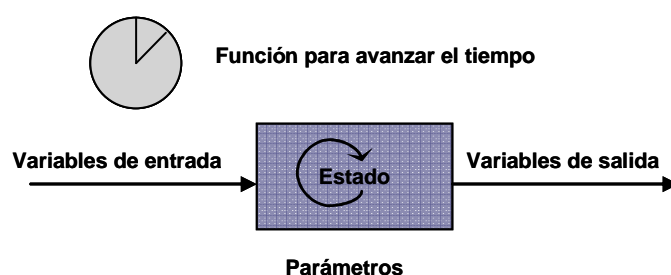 Función para avanzar el tiempo
Variables de entrada
Estado
Variables de salida
Parámetros